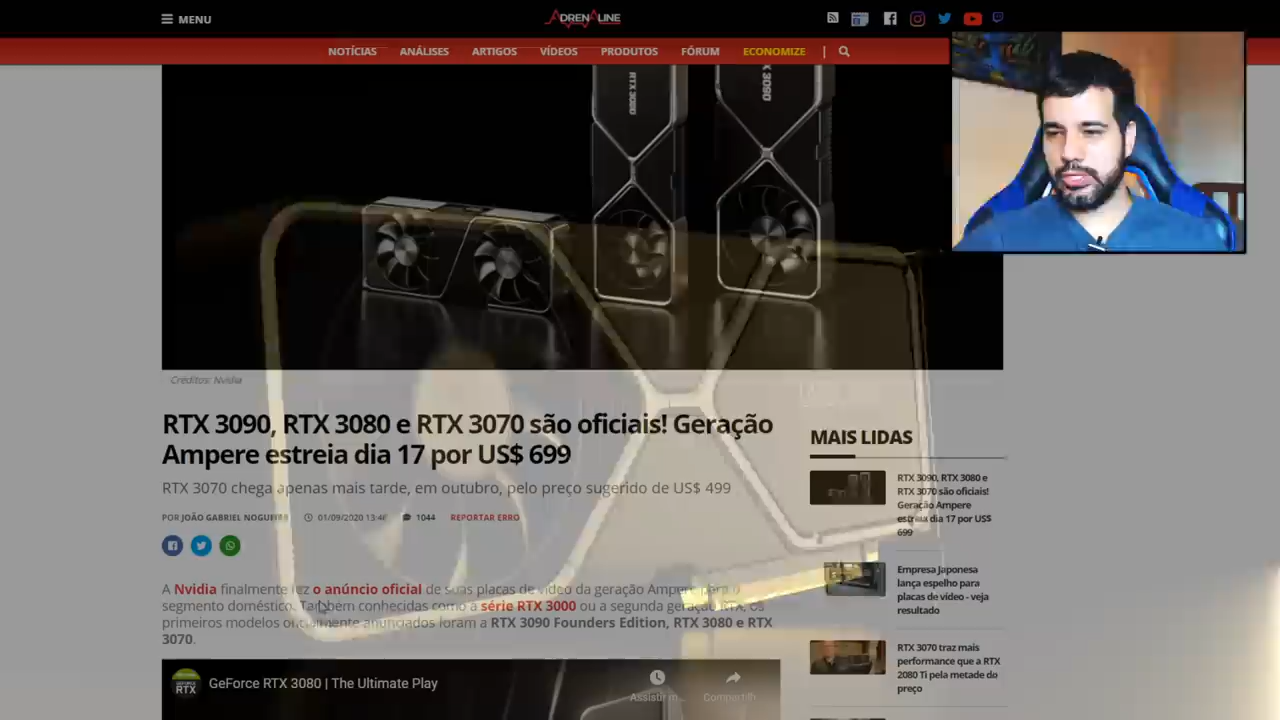 MENU
ADRENALINE
NOTÍCIAS ANÁLISES ARTIGOS VÍDEOS PRODUTOS FÓRUM ECONOMIZE
RTX 3080
RTX 3090
Créditos: Nvidia
RTX 3090, RTX 3080 e RTX 3070 são oficiais! Geração
Ampere estreia dia 17 por US$ 699
RTX 3070 chega apenas mais tarde, em outubro, pelo preço sugerido de US$ 499
POR JOÃO GABRIEL NOGUEIRA 01/09/2020 13:46 1044 REPORTAR ERRO
A Nvidia finalmente fez o anúncio oficial de suas placas de vídeo da geração Ampere para o
segmento doméstico. Também conhecidas como a série RTX 3000 ou a segunda geração RTX, os
primeiros modelos oficialmente anunciados foram a RTX 3090 Founders Edition, RTX 3080 e RTX
3070.
GEFORCE RTX
GeForce RTX 3080 | The Ultimate Play
Assistir m... Compartilh...
MAIS LIDAS
RTX 3090, RTX 3080 e
RTX 3070 são oficiais!
Geração Ampere
estreia dia 17 por US$
699
Empresa Japonesa
lança espelho para
placas de vídeo - veja
resultado
RTX 3070 traz mais
performance que a RTX
2080 Ti pela metade do
preço